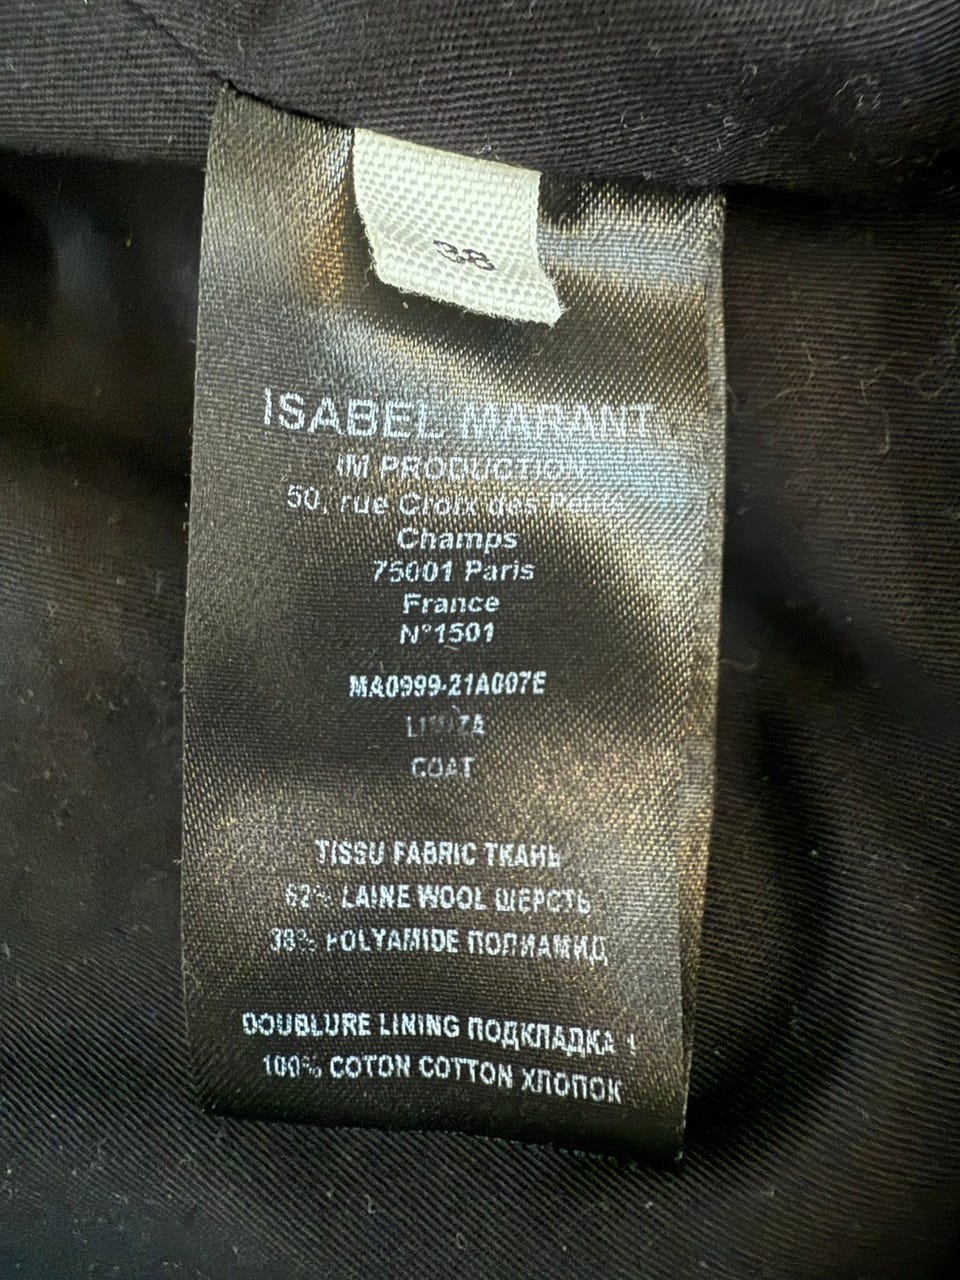 38
ISABEL MARANT
IM PRODUCTION
50, rue Croix des Petits
Champs
75001 Paris
France
N°1501
MA0999-21A007E
COAT
TISSU FABRIC ТКАНЬ
62% LAINE WOOL ШЕРСТЬ
38% POLYAMIDE ПОЛИАМИД
DOUBLURE LINING ПОДКЛАДКА 1
100% COTON COTTON ХЛОПОК